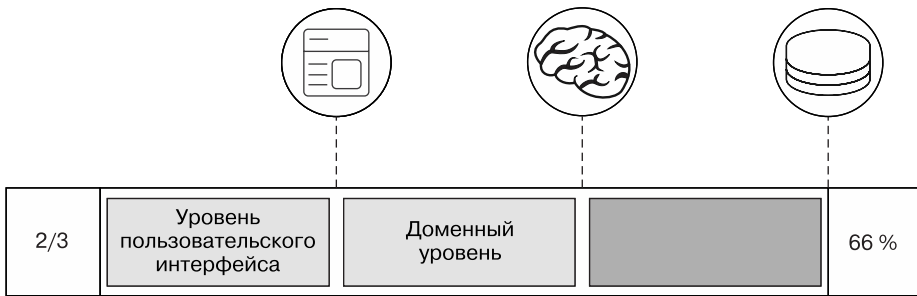 2/3
Уровень
пользовательского
интерфейса
Доменный
уровень
66 %